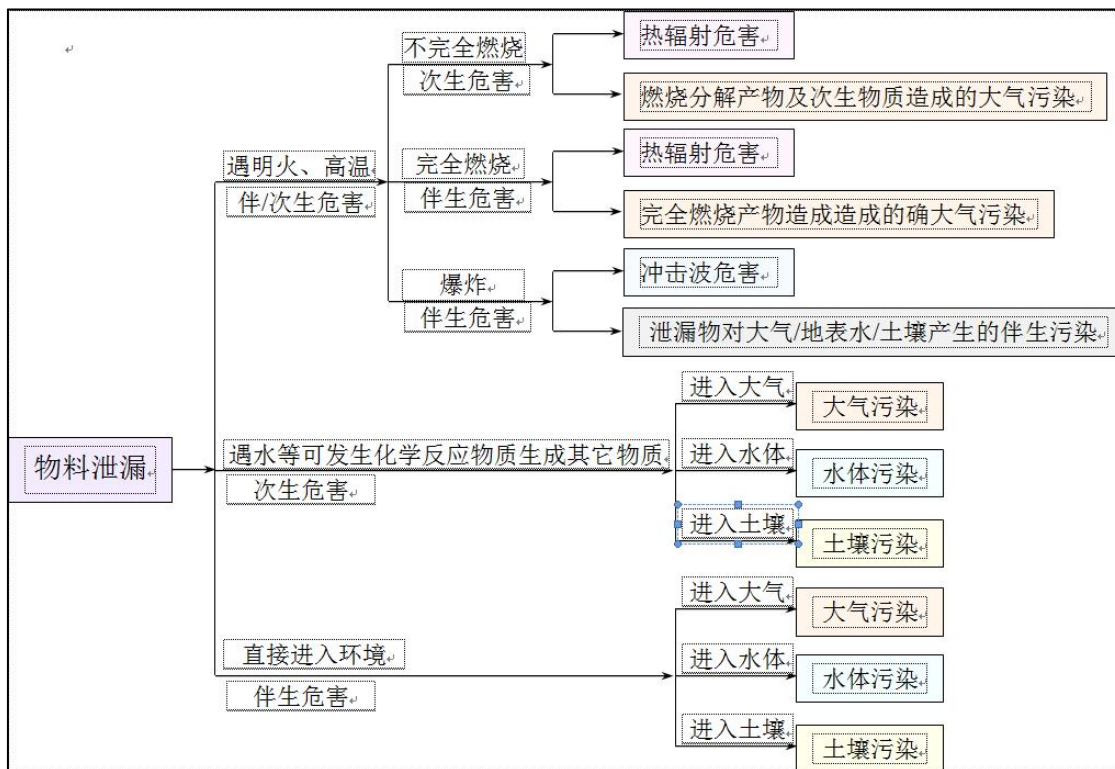 不完全燃烧
次生危害
热辐射危害
燃烧分解产物及次生物质造成的大气污染
遇明火、高温
伴/次生危害
完全燃烧
伴生危害
热辐射危害
完全燃烧产物造成造成的确大气污染
爆炸
伴生危害
冲击波危害
泄漏物对大气/地表水/土壤产生的伴生污染
物料泄漏
遇水等可发生化学反应物质生成其它物质
次生危害
进入大气
大气污染
进入水体
水体污染
进入土壤
土壤污染
直接进入环境
伴生危害
进入大气
大气污染
进入水体
水体污染
进入土壤
土壤污染